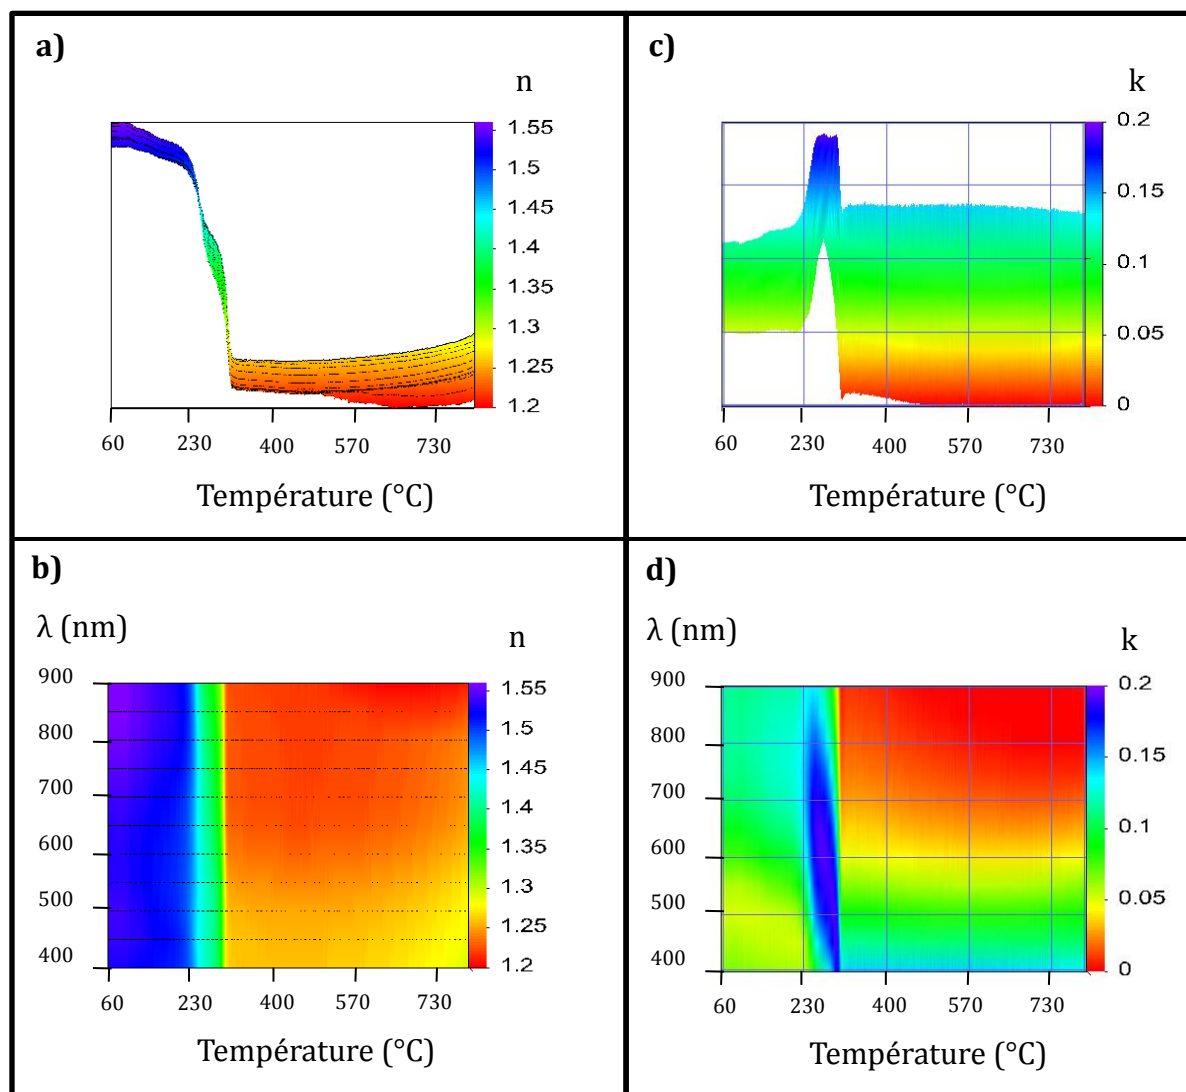 a)
n
1.55
1.5
1.45
1.4
1.35
1.3
1.25
1.2
60 230 400 570 730
Température (°C)
c)
k
0.2
0.15
0.1
0.05
0
60 230 400 570 730
Température (°C)
b)
λ (nm)
n
900
800
700
600
500
400
1.55
1.5
1.45
1.4
1.35
1.3
1.25
1.2
60 230 400 570 730
Température (°C)
d)
λ (nm)
k
900
800
700
600
500
400
0.2
0.15
0.1
0.05
0
60 230 400 570 730
Température (°C)